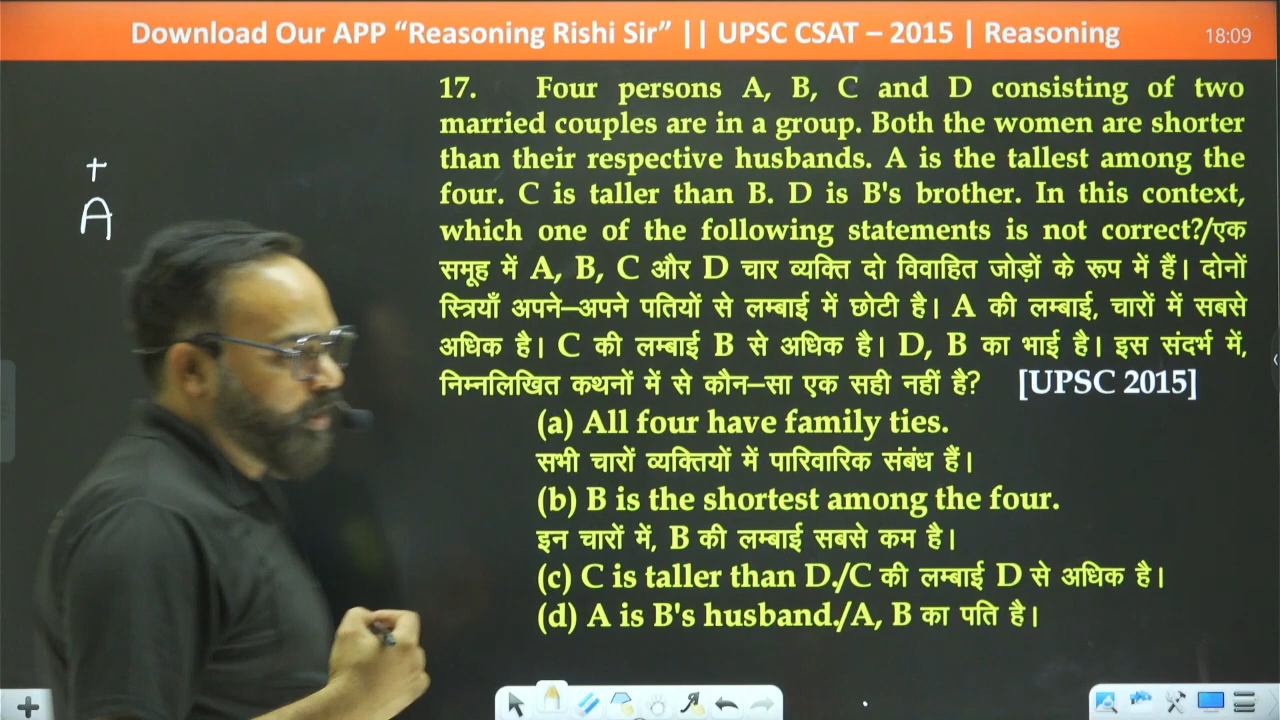 Download Our APP “Reasoning Rishi Sir” || UPSC CSAT – 2015 | Reasoning
18:09
+
A
17. Four persons A, B, C and D consisting of two
married couples are in a group. Both the women are shorter
than their respective husbands. A is the tallest among the
four. C is taller than B. D is B's brother. In this context,
which one of the following statements is not correct?/एक
समूह में A, B, C और D चार व्यक्ति दो विवाहित जोड़ों के रूप में हैं। दोनों
स्त्रियाँ अपने–अपने पतियों से लम्बाई में छोटी है। A की लम्बाई, चारों में सबसे
अधिक है। C की लम्बाई B से अधिक है। D, B का भाई है। इस संदर्भ में,
निम्नलिखित कथनों में से कौन–सा एक सही नहीं है? [UPSC 2015]
(a) All four have family ties.
सभी चारों व्यक्तियों में पारिवारिक संबंध हैं।
(b) B is the shortest among the four.
इन चारों में, B की लम्बाई सबसे कम है।
(c) C is taller than D./C की लम्बाई D से अधिक है।
(d) A is B's husband./A, B का पति है।